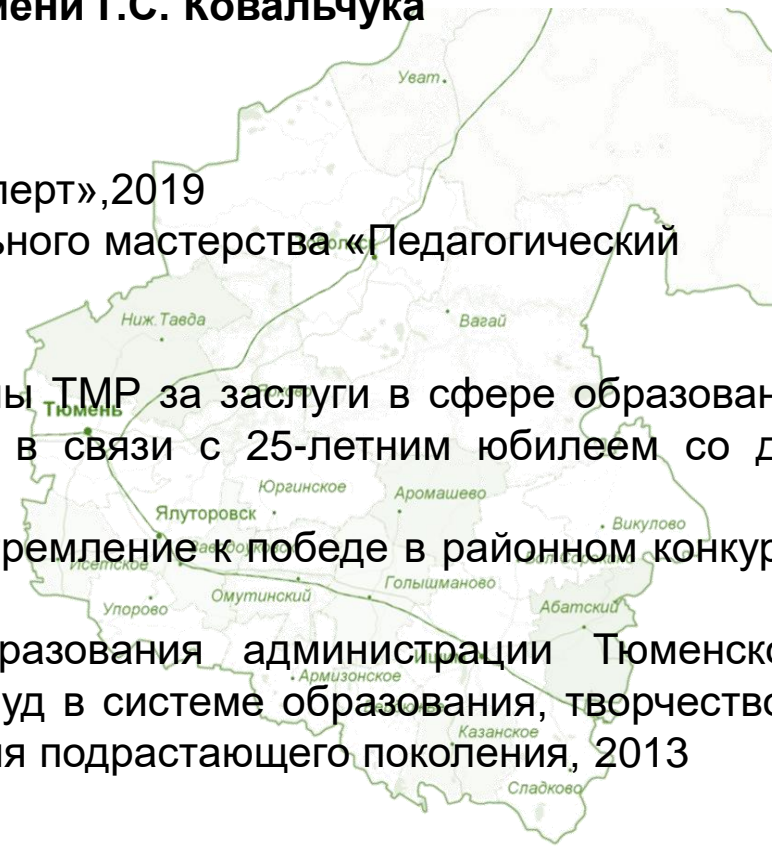 мени Г.С. Ковальчука
Уват
перт»,2019
ьного мастерства «Педагогический
Ниж.Тавда
Вагай
ны ТМР за заслуги в сфере образован
Тюмень
в связи с 25-летним юбилеем со д
Юргинское
Аромашево
Ялуторовск
Викулово
ремление к победе в районном конкур
Исетское
Голышманово
Омутинский
Упорово
Абатский
разования администрации Тюменско
Армизонское
уд в системе образования, творчество
Казанское
ия подрастающего поколения, 2013
Сладково